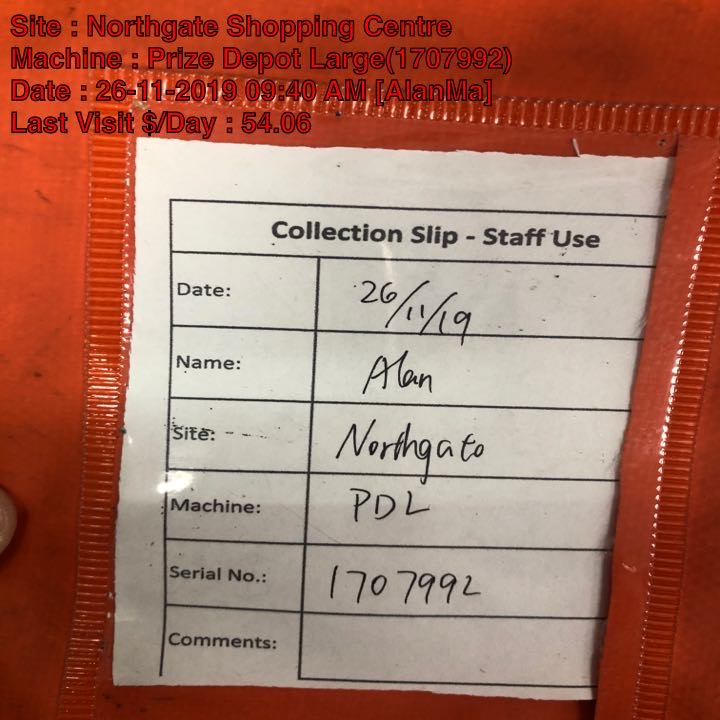 Site : Northgate Shopping Centre
Machine : Prize Depot Large(1707992)
Date : 26-11-2019 09:40 AM [AlanMa]
Last Visit $/Day : 54.06
Collection Slip - Staff Use
Date: 26/11/19
Name: Alan
Site: Northgate
Machine: PDL
Serial No.: 1707992
Comments: